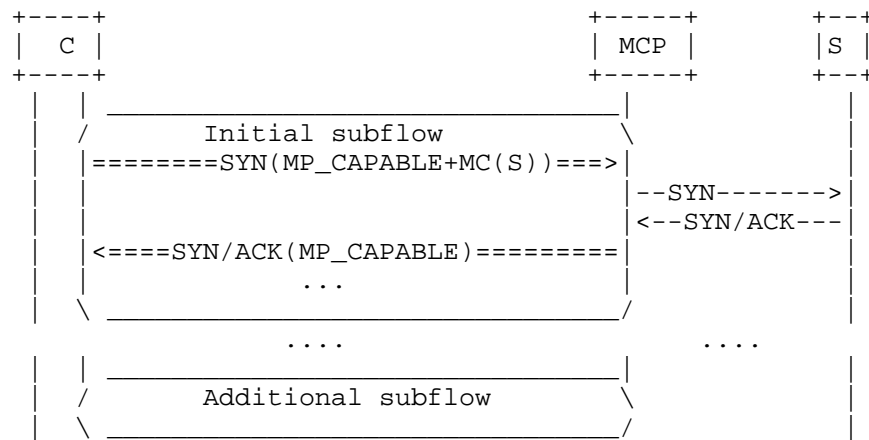 C MCP S
Initial subflow
========SYN(MP_CAPABLE+MC(S))===>
--SYN------->
<--SYN/ACK---
<====SYN/ACK(MP_CAPABLE)=========
...
.... ....
Additional subflow